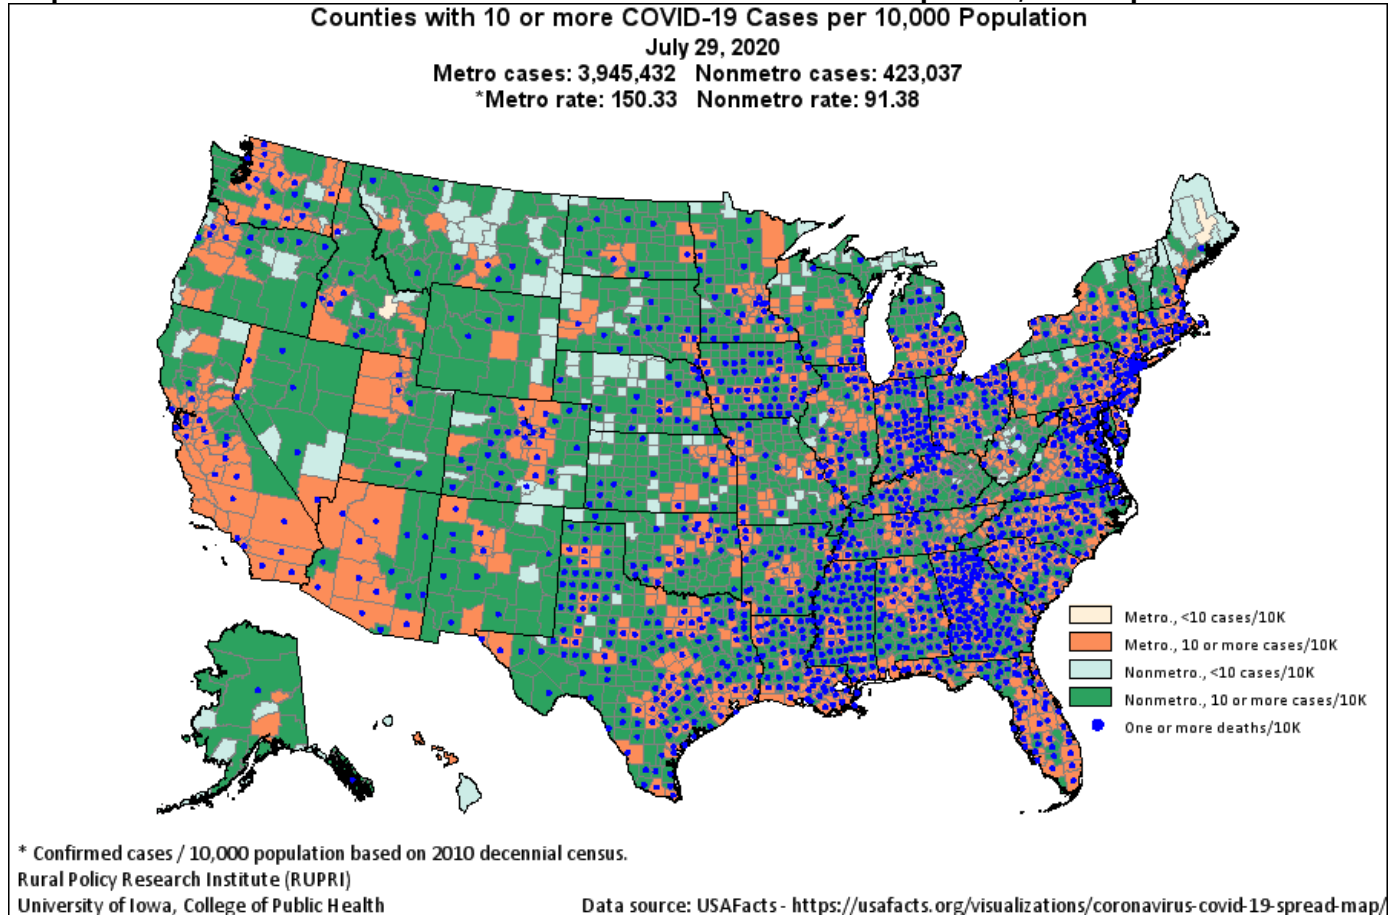 Counties with 10 or more COVID-19 Cases per 10,000 Population
July 29, 2020
Metro cases: 3,945,432 Nonmetro cases: 423,037
*Metro rate: 150.33 Nonmetro rate: 91.38
Metro., <10 cases/10K
Metro., 10 or more cases/10K
Nonmetro., <10 cases/10K
Nonmetro., 10 or more cases/10K
One or more deaths/10K
* Confirmed cases / 10,000 population based on 2010 decennial census.
Rural Policy Research Institute (RUPRI)
University of Iowa, College of Public Health
Data source: USAFacts - https://usafacts.org/visualizations/coronavirus-covid-19-spread-map/